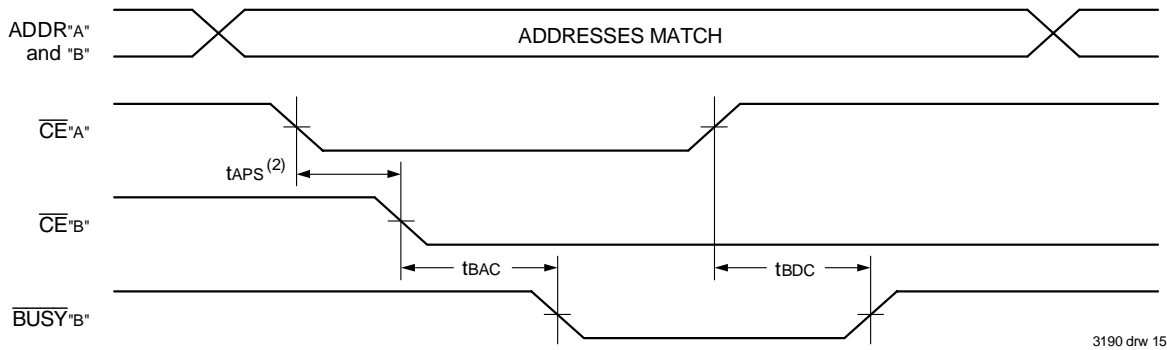 ADDR"A"
and "B"
ADDRESSES MATCH
CE"A"
tAPS(2)
CE"B"
tBAC
tBDC
BUSY"B"
3190 drw 15